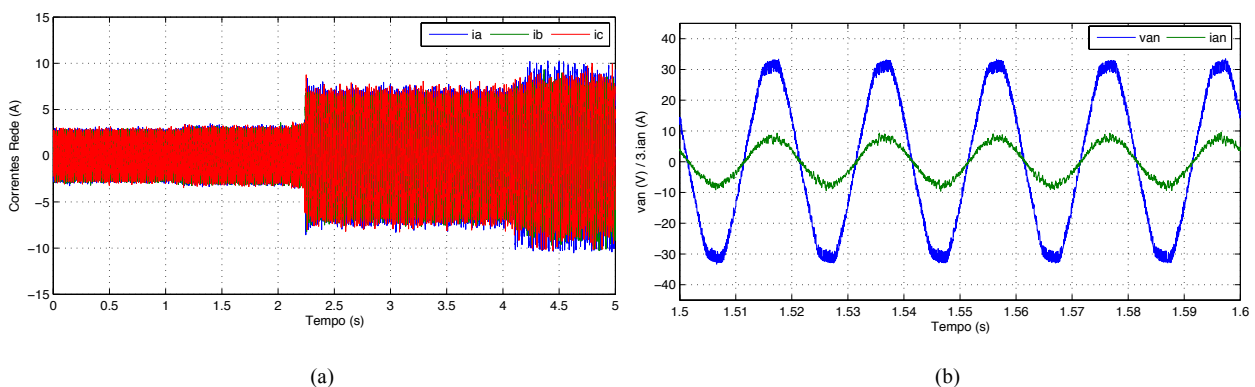 ia ib ic
15
10
5
0
−5
−10
−15
Correntes Rede (A)
0 0.5 1 1.5 2 2.5 3 3.5 4 4.5 5
Tempo (s)
(a)
van ian
40
30
20
10
0
−10
−20
−30
−40
van (V) / 3.ian (A)
1.5 1.51 1.52 1.53 1.54 1.55 1.56 1.57 1.58 1.59 1.6
Tempo (s)
(b)